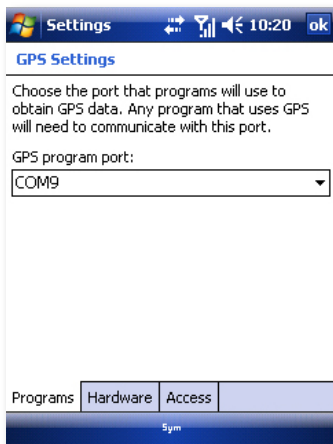 Settings 10:20 ok
GPS Settings
Choose the port that programs will use to
obtain GPS data. Any program that uses GPS
will need to communicate with this port.
GPS program port:
COM9
Programs Hardware Access
Sym